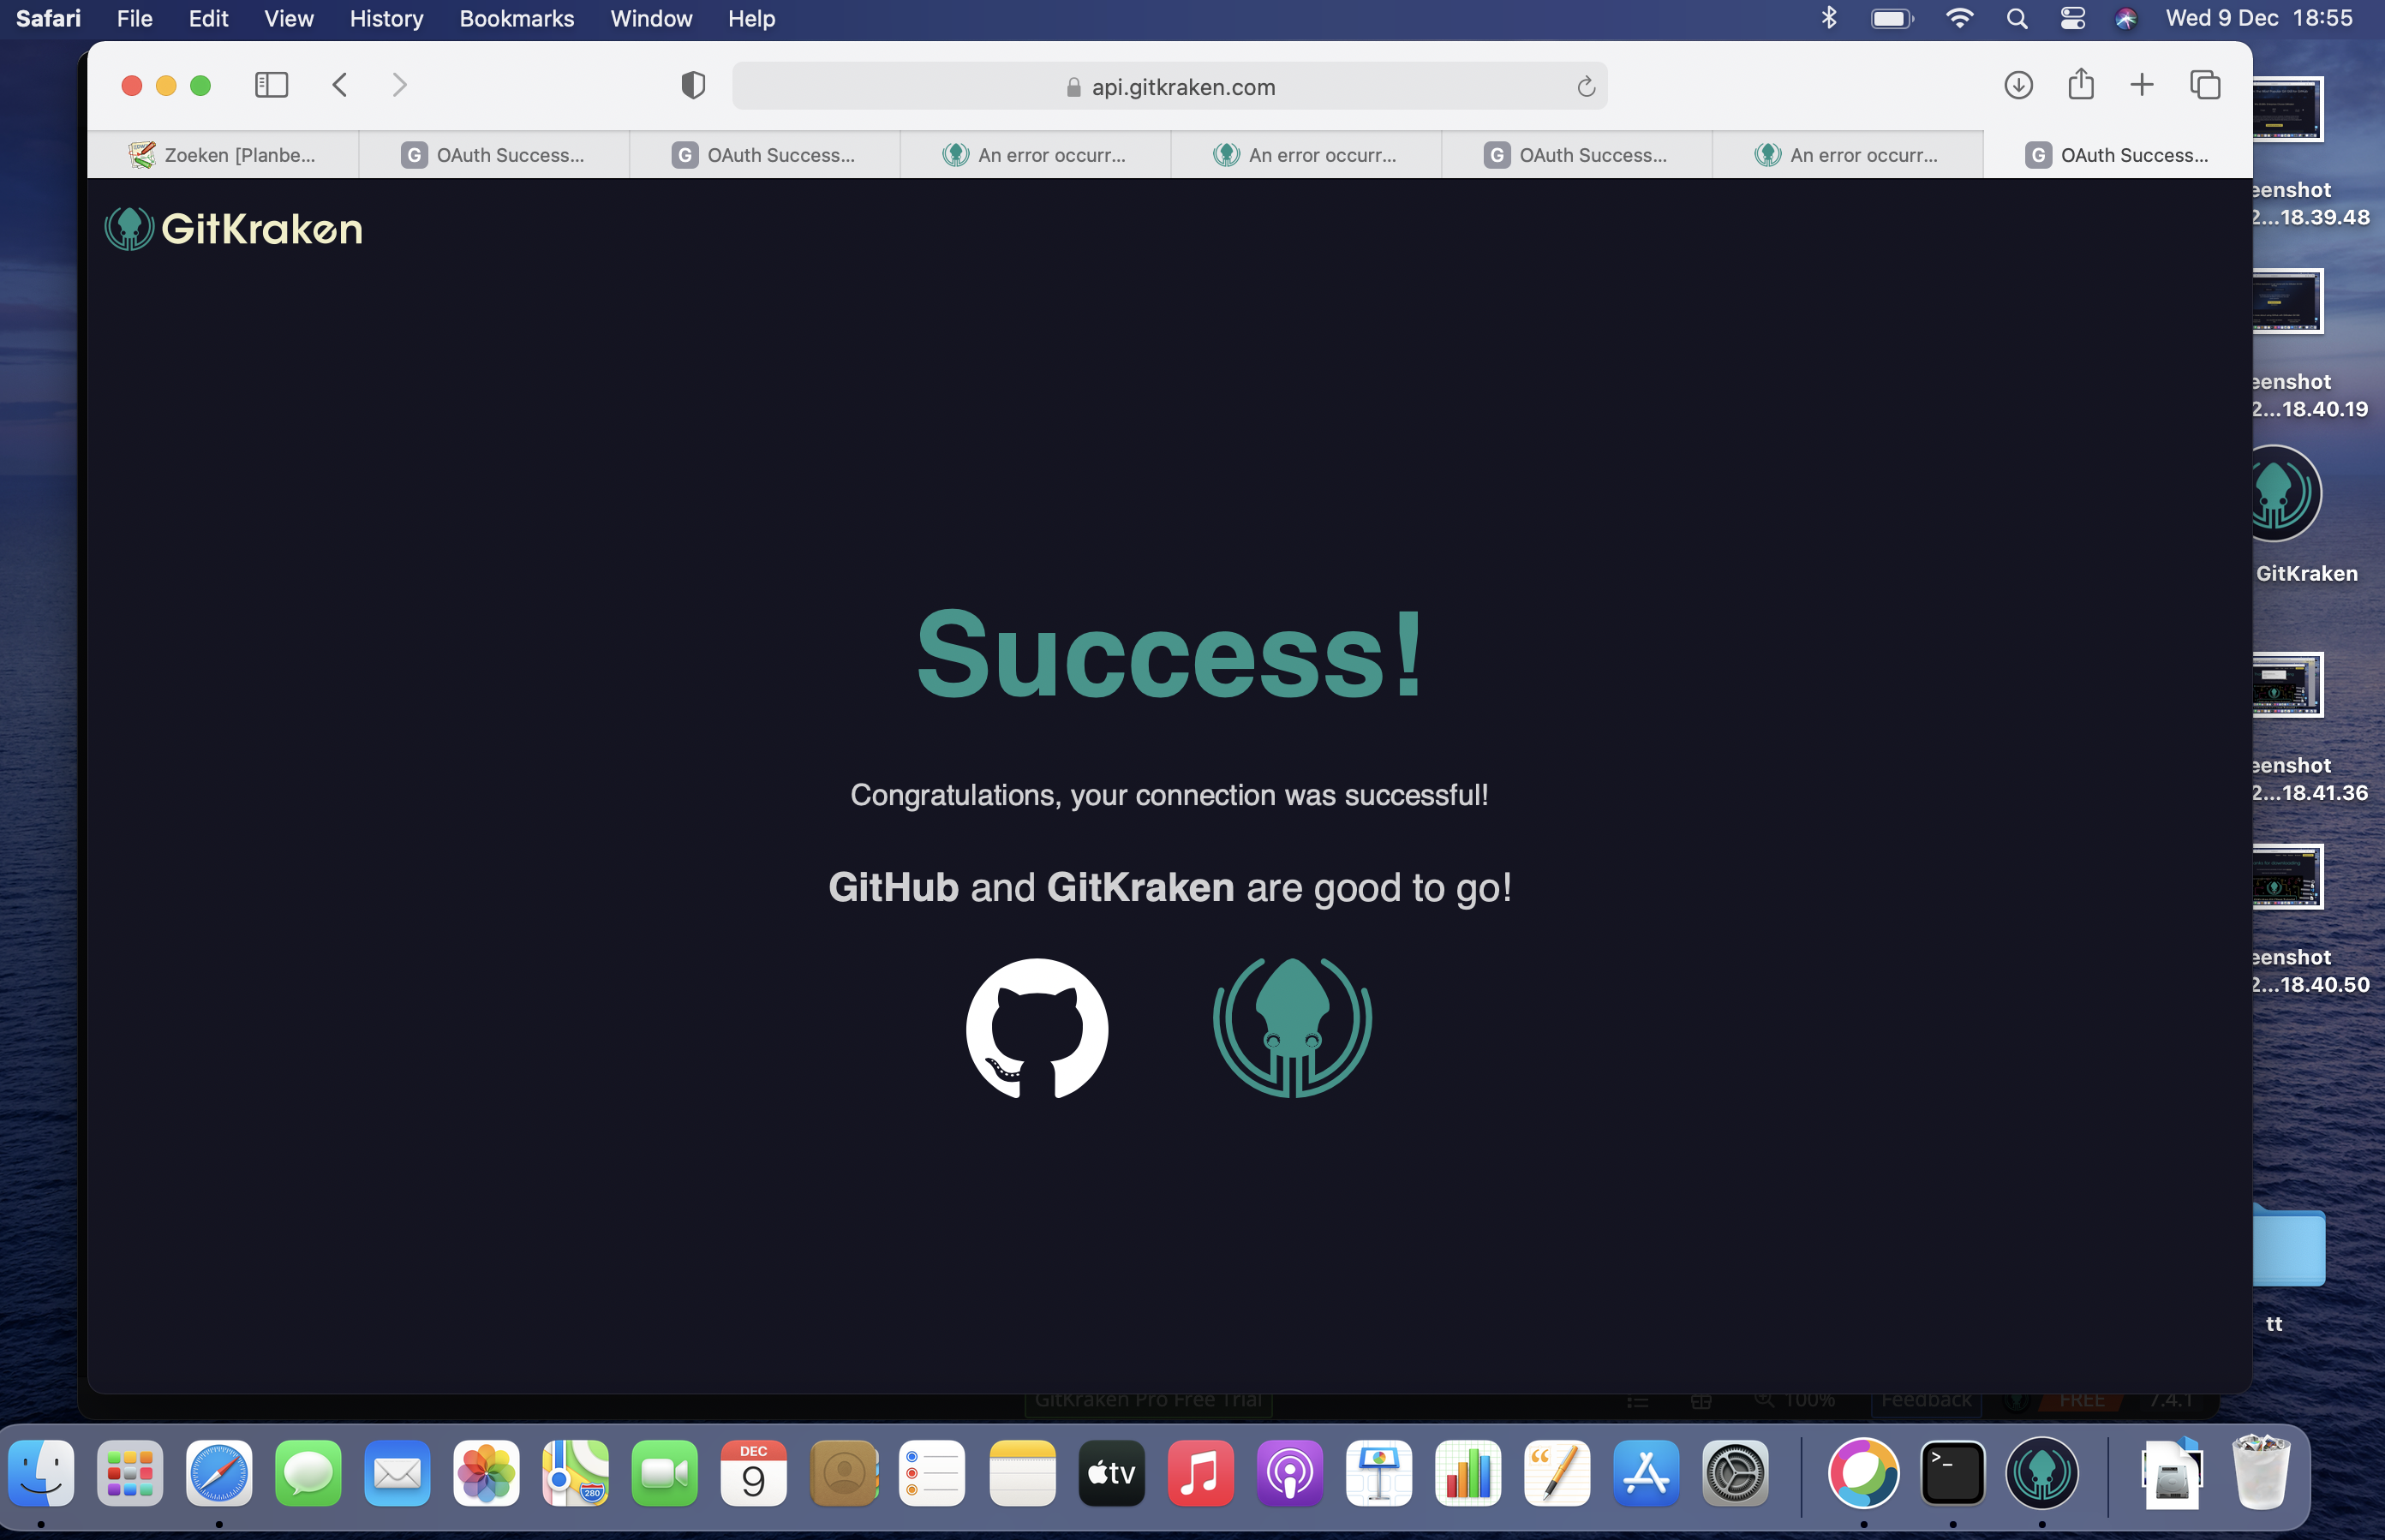 Safari File Edit View History Bookmarks Window Help Wed 9 Dec 18:55
api.gitkraken.com
Zoeken [Planbe... G OAuth Success... G OAuth Success... An error occurr... An error occurr... G OAuth Success... An error occurr... G OAuth Success...
GitKraken
eenshot
2...18.39.48
eenshot
2...18.40.19
GitKraken
Success!
eenshot
2...18.41.36
Congratulations, your connection was successful!
GitHub and GitKraken are good to go!
eenshot
2...18.40.50
tt
GitKraken Pro Free Trial 100% Feedback FREE 7.4.1
DEC
9
tv
280
>_